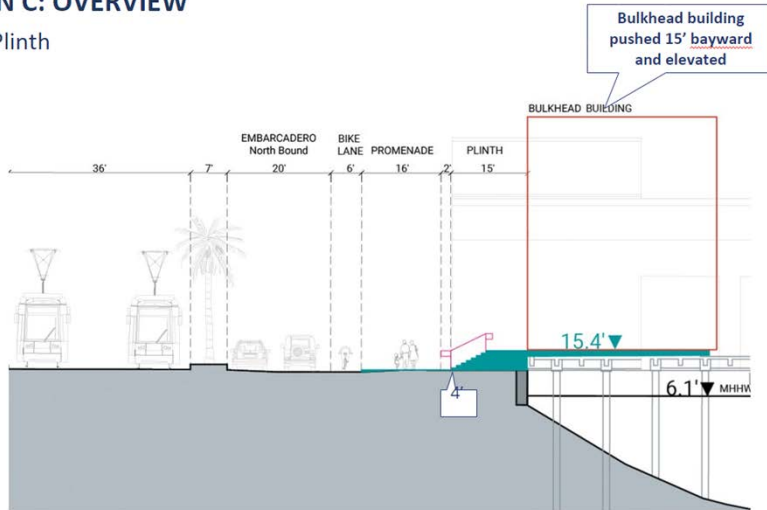 N C: OVERVIEW
Plinth
Bulkhead building
pushed 15’ bayward
and elevated
BULKHEAD BUILDING
EMBARCADERO
North Bound
BIKE
LANE
PROMENADE
PLINTH
36'
7'
20'
6'
16'
2'
15'
15.4'
4'
6.1'
MHHW